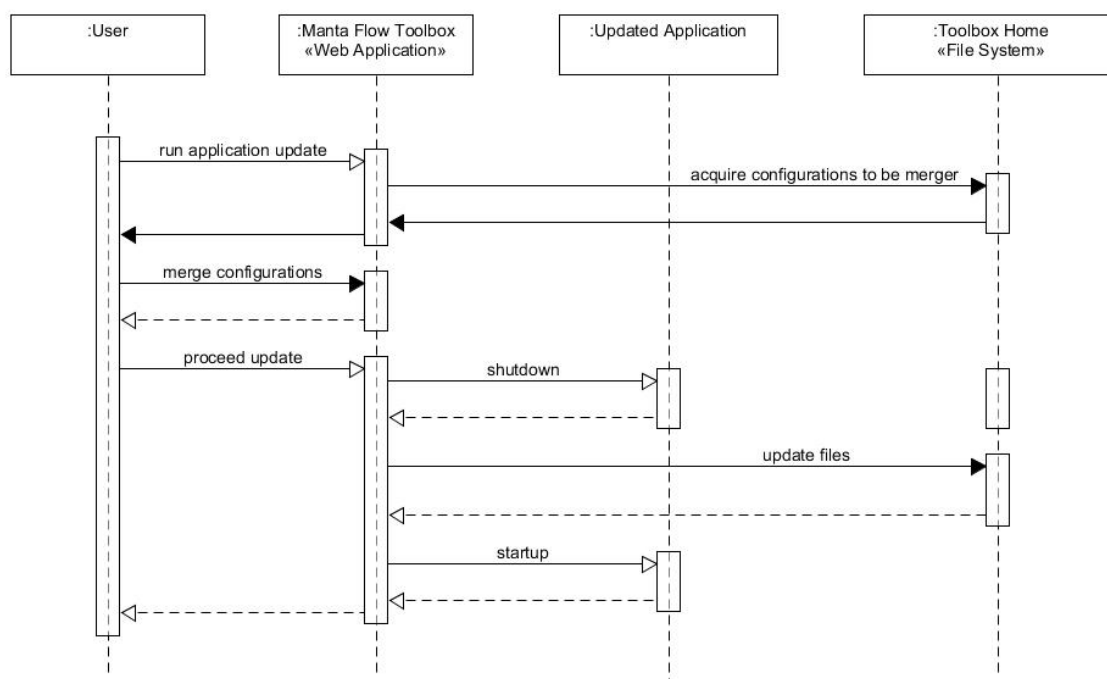 :User
:Manta Flow Toolbox
«Web Application»
:Updated Application
:Toolbox Home
«File System»
run application update
acquire configurations to be merger
merge configurations
proceed update
shutdown
update files
startup